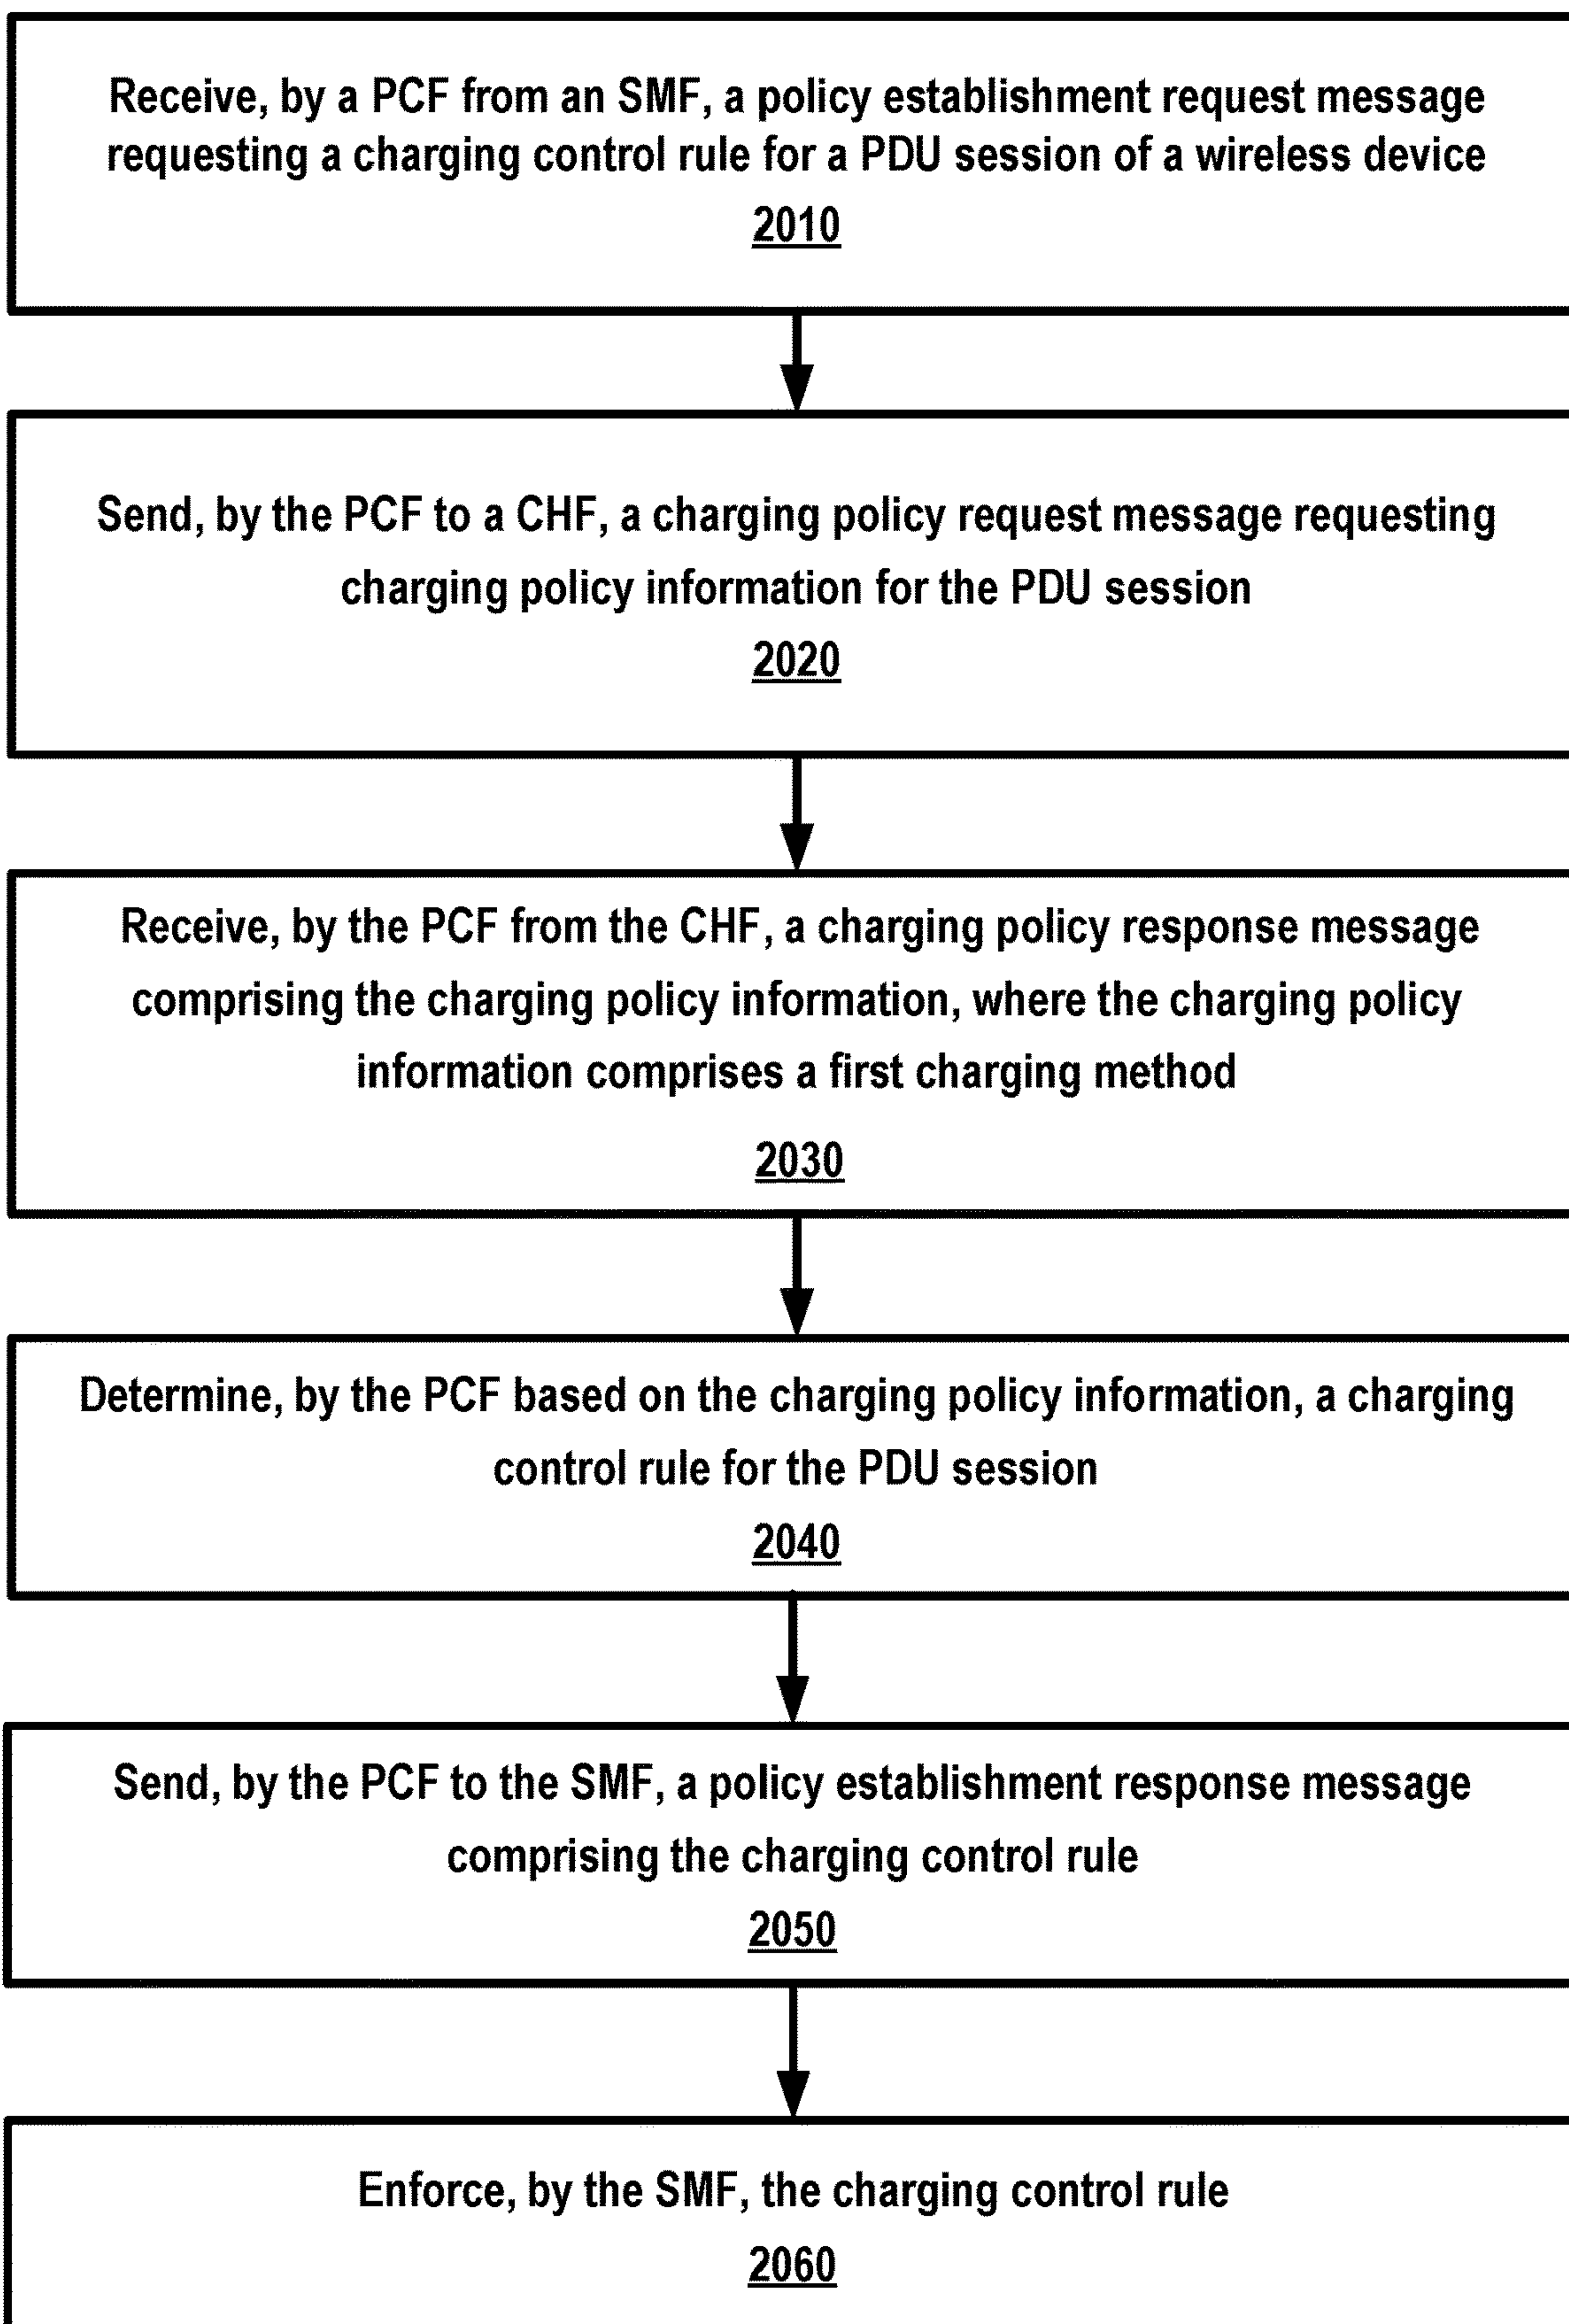 Receive, by a PCF from an SMF, a policy establishment request message
requesting a charging control rule for a PDU session of a wireless device
2010
Send, by the PCF to a CHF, a charging policy request message requesting
charging policy information for the PDU session
2020
Receive, by the PCF from the CHF, a charging policy response message
comprising the charging policy information, where the charging policy
information comprises a first charging method
2030
Determine, by the PCF based on the charging policy information, a charging
control rule for the PDU session
2040
Send, by the PCF to the SMF, a policy establishment response message
comprising the charging control rule
2050
Enforce, by the SMF, the charging control rule
2060